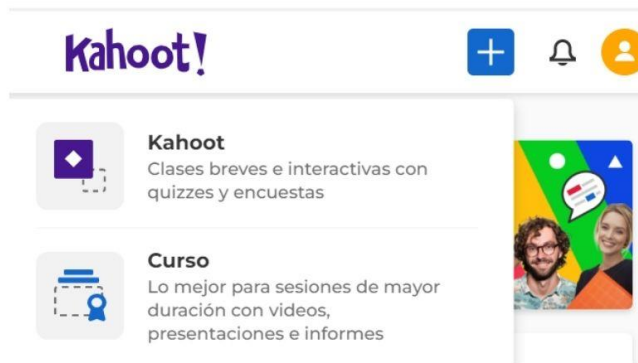 Kahoot!
Kahoot
Clases breves e interactivas con
quizzes y encuestas
Curso
Lo mejor para sesiones de mayor
duración con videos,
presentaciones e informes